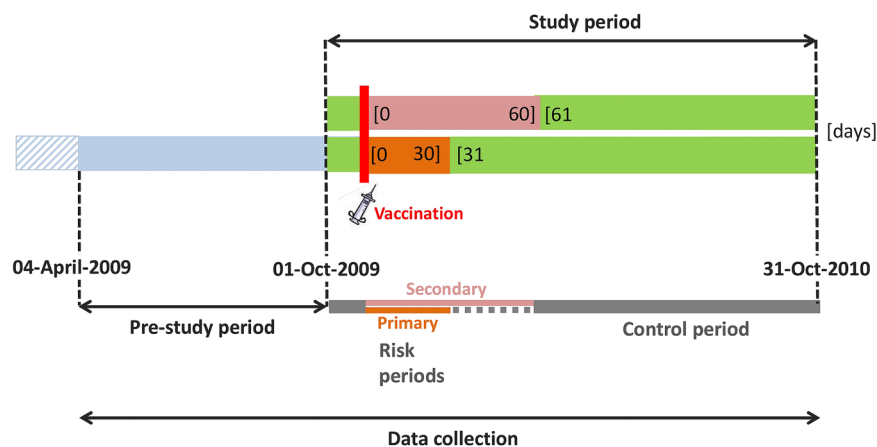 Study period
[0 60] [61
[days]
[0 30] [31
Vaccination
04-April-2009 01-Oct-2009 31-Oct-2010
Secondary
Pre-study period Primary Control period
Risk
periods
Data collection